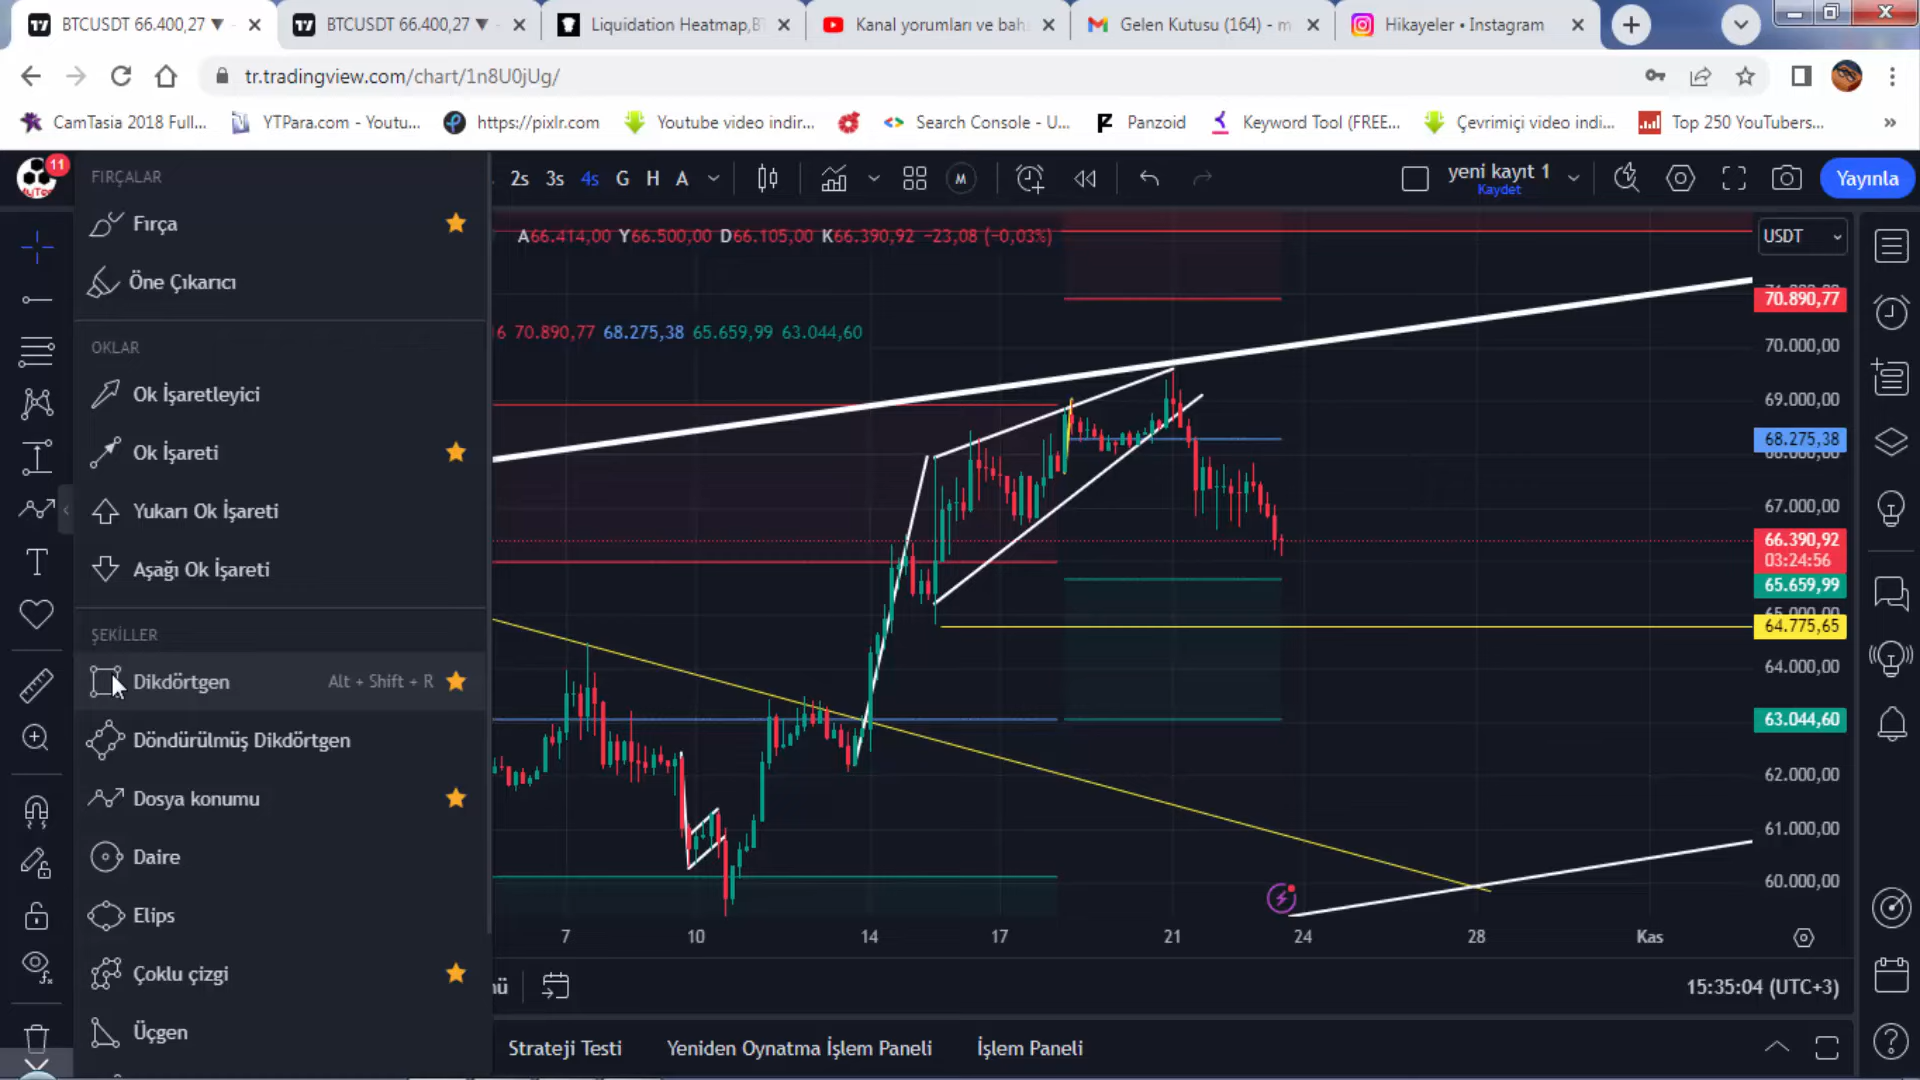 BTCUSDT 66.400,27 ▼
BTCUSDT 66.400,27 ▼
Liquidation Heatmap,B
Kanal yorumları ve bah
Gelen Kutusu (164) - m
Hikayeler • Instagram
tr.tradingview.com/chart/1n8U0jUg/
CamTasia 2018 Full...
YTPara.com - Youtu...
https://pixlr.com
Youtube video indir...
Search Console - U...
Panzoid
Keyword Tool (FREE...
Çevrimiçi video indi...
Top 250 YouTubers...
»
11
FIRÇALAR
Fırça
Öne Çıkarıcı
OKLAR
Ok İşaretleyici
Ok İşareti
Yukarı Ok İşareti
Aşağı Ok İşareti
ŞEKİLLER
Dikdörtgen Alt + Shift + R
Döndürülmüş Dikdörtgen
Dosya konumu
Daire
Elips
Çoklu çizgi
Üçgen
2s 3s 4s G H A
M
yeni kayıt 1
Kaydet
Yayınla
A66.414,00 Y66.500,00 D66.105,00 K66.390,92 −23,08 (−0,03%)
6 70.890,77 68.275,38 65.659,99 63.044,60
USDT
70.890,77
70.000,00
69.000,00
68.275,38
68.000,00
67.000,00
66.390,92
03:24:56
65.659,99
65.000,00
64.775,65
64.000,00
63.044,60
62.000,00
61.000,00
60.000,00
7 10 14 17 21 24 28 Kas
15:35:04 (UTC+3)
Strateji Testi
Yeniden Oynatma İşlem Paneli
İşlem Paneli